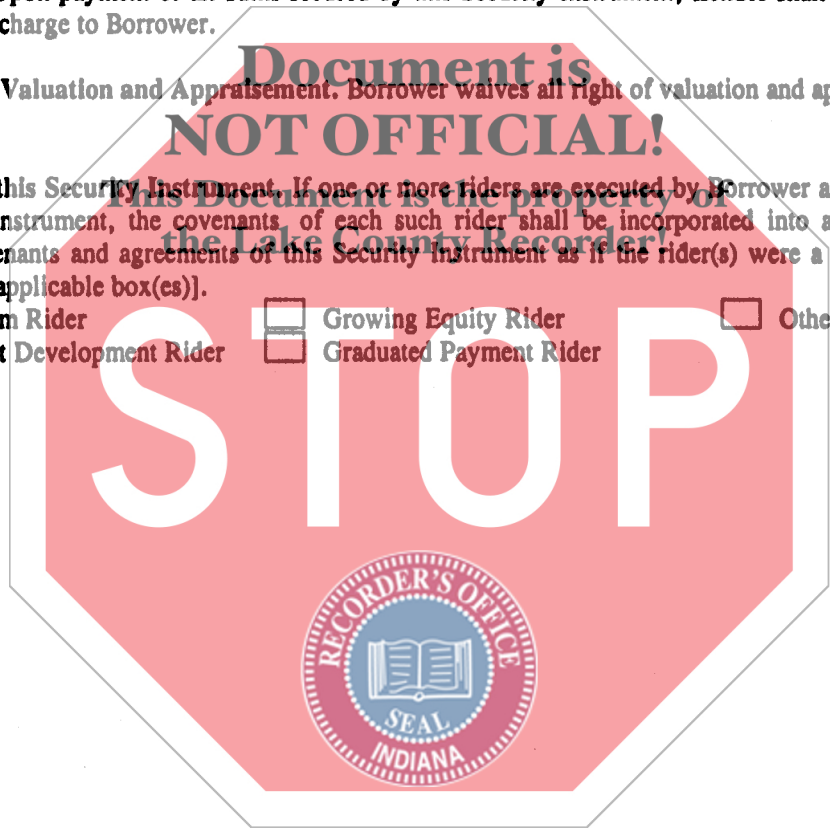 charge to Borrower.
Document is
Valuation and Appraisement. Borrower waives all right of valuation and ap
NOT OFFICIAL!
this Security Instrument. If one or more riders are executed by Borrower a
This Document is the property of
nstrument, the covenants of each such rider shall be incorporated into a
the Lake County Recorder!
enants and agreements of this Security Instrument as if the rider(s) were a
applicable box(es)].
m Rider Growing Equity Rider Othe
t Development Rider Graduated Payment Rider
STOP
RECORDER'S OFFICE
SEAL
INDIANA